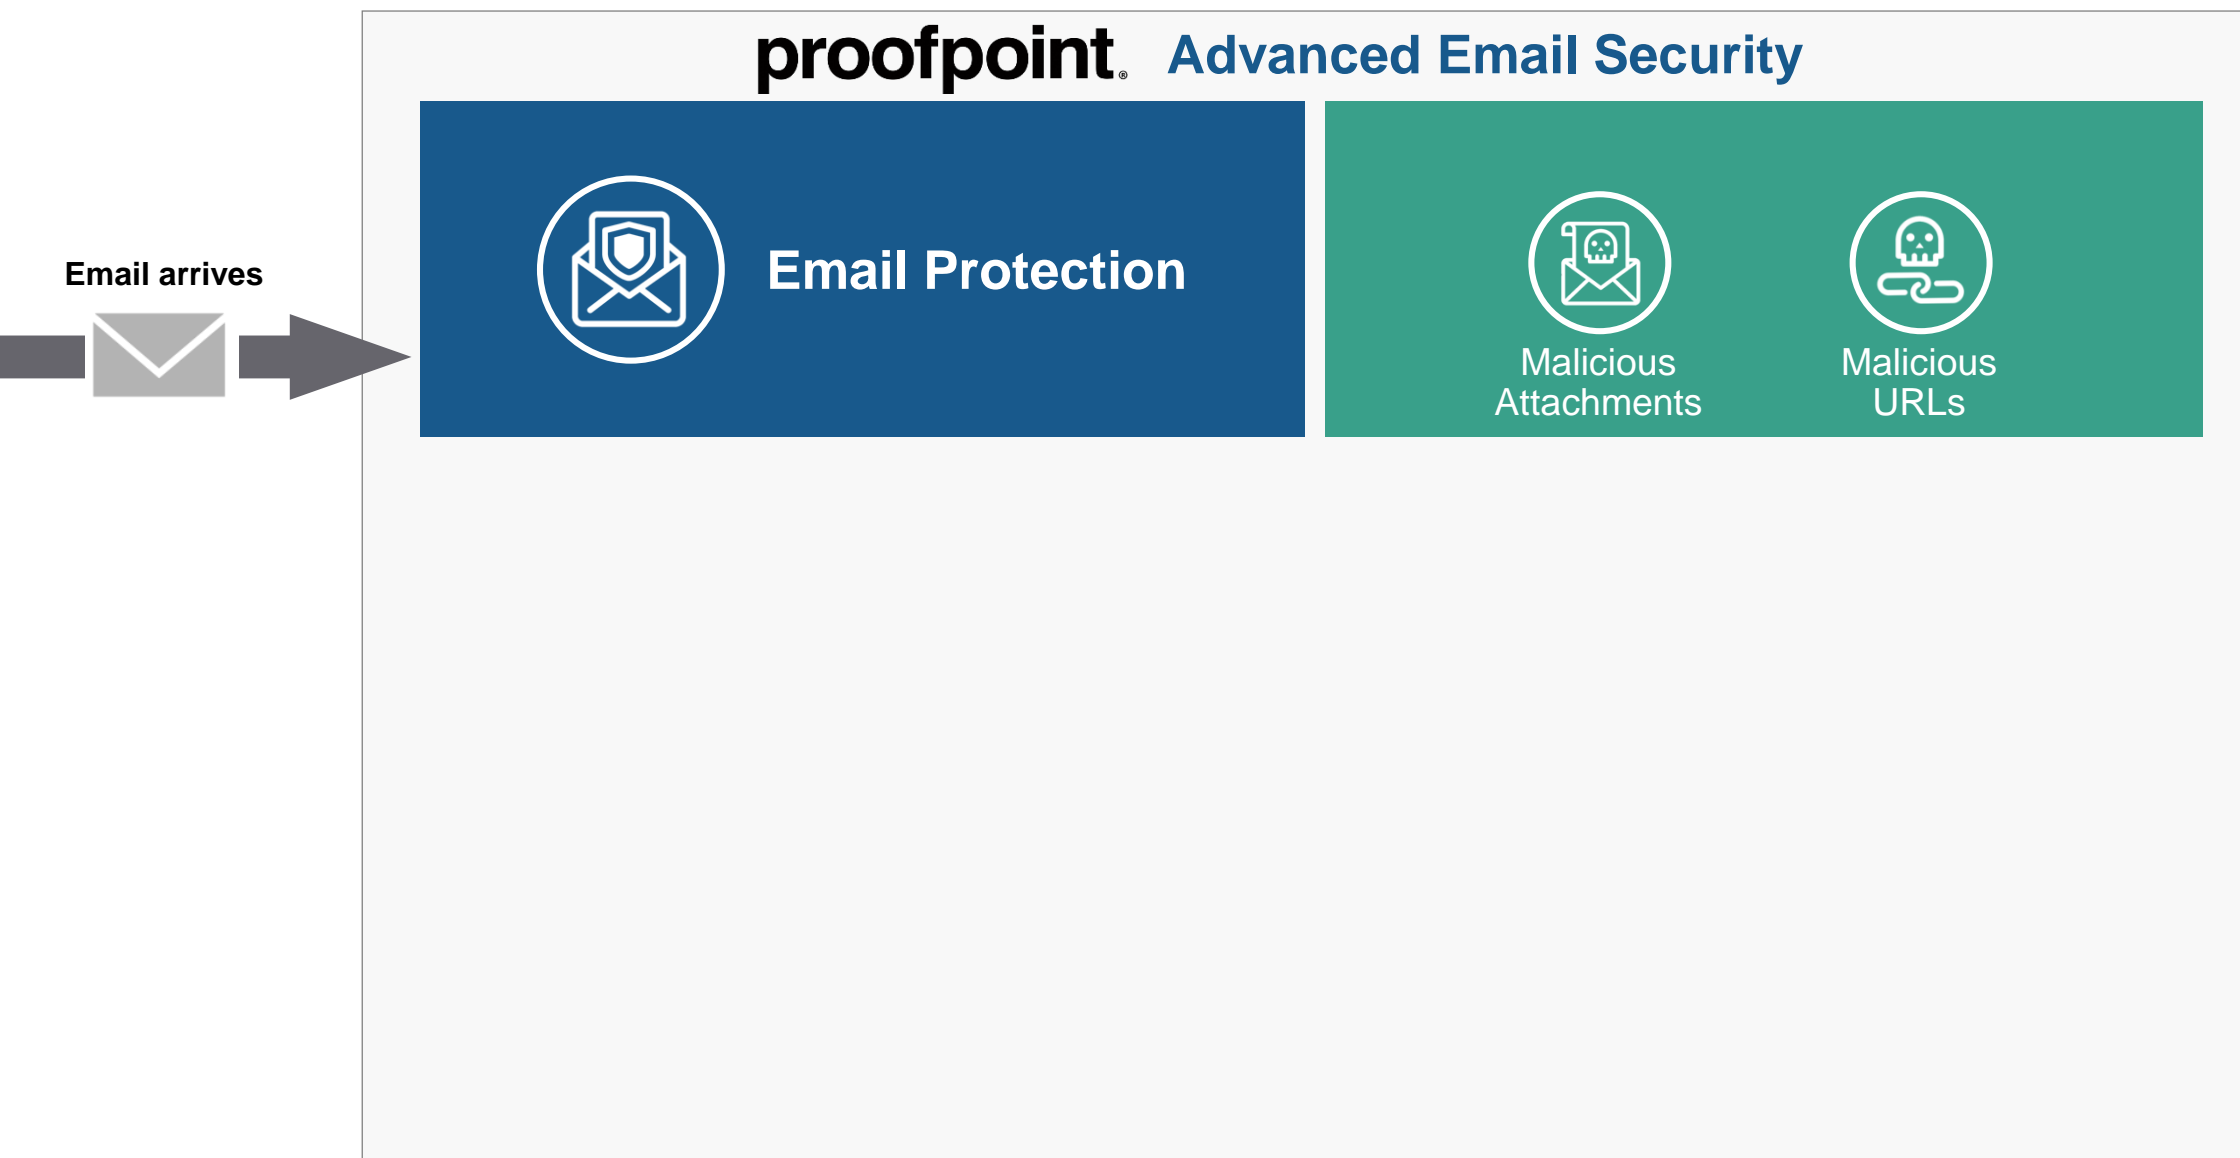 proofpoint® Advanced Email Security
Email arrives
Email Protection
Malicious
Attachments
Malicious
URLs